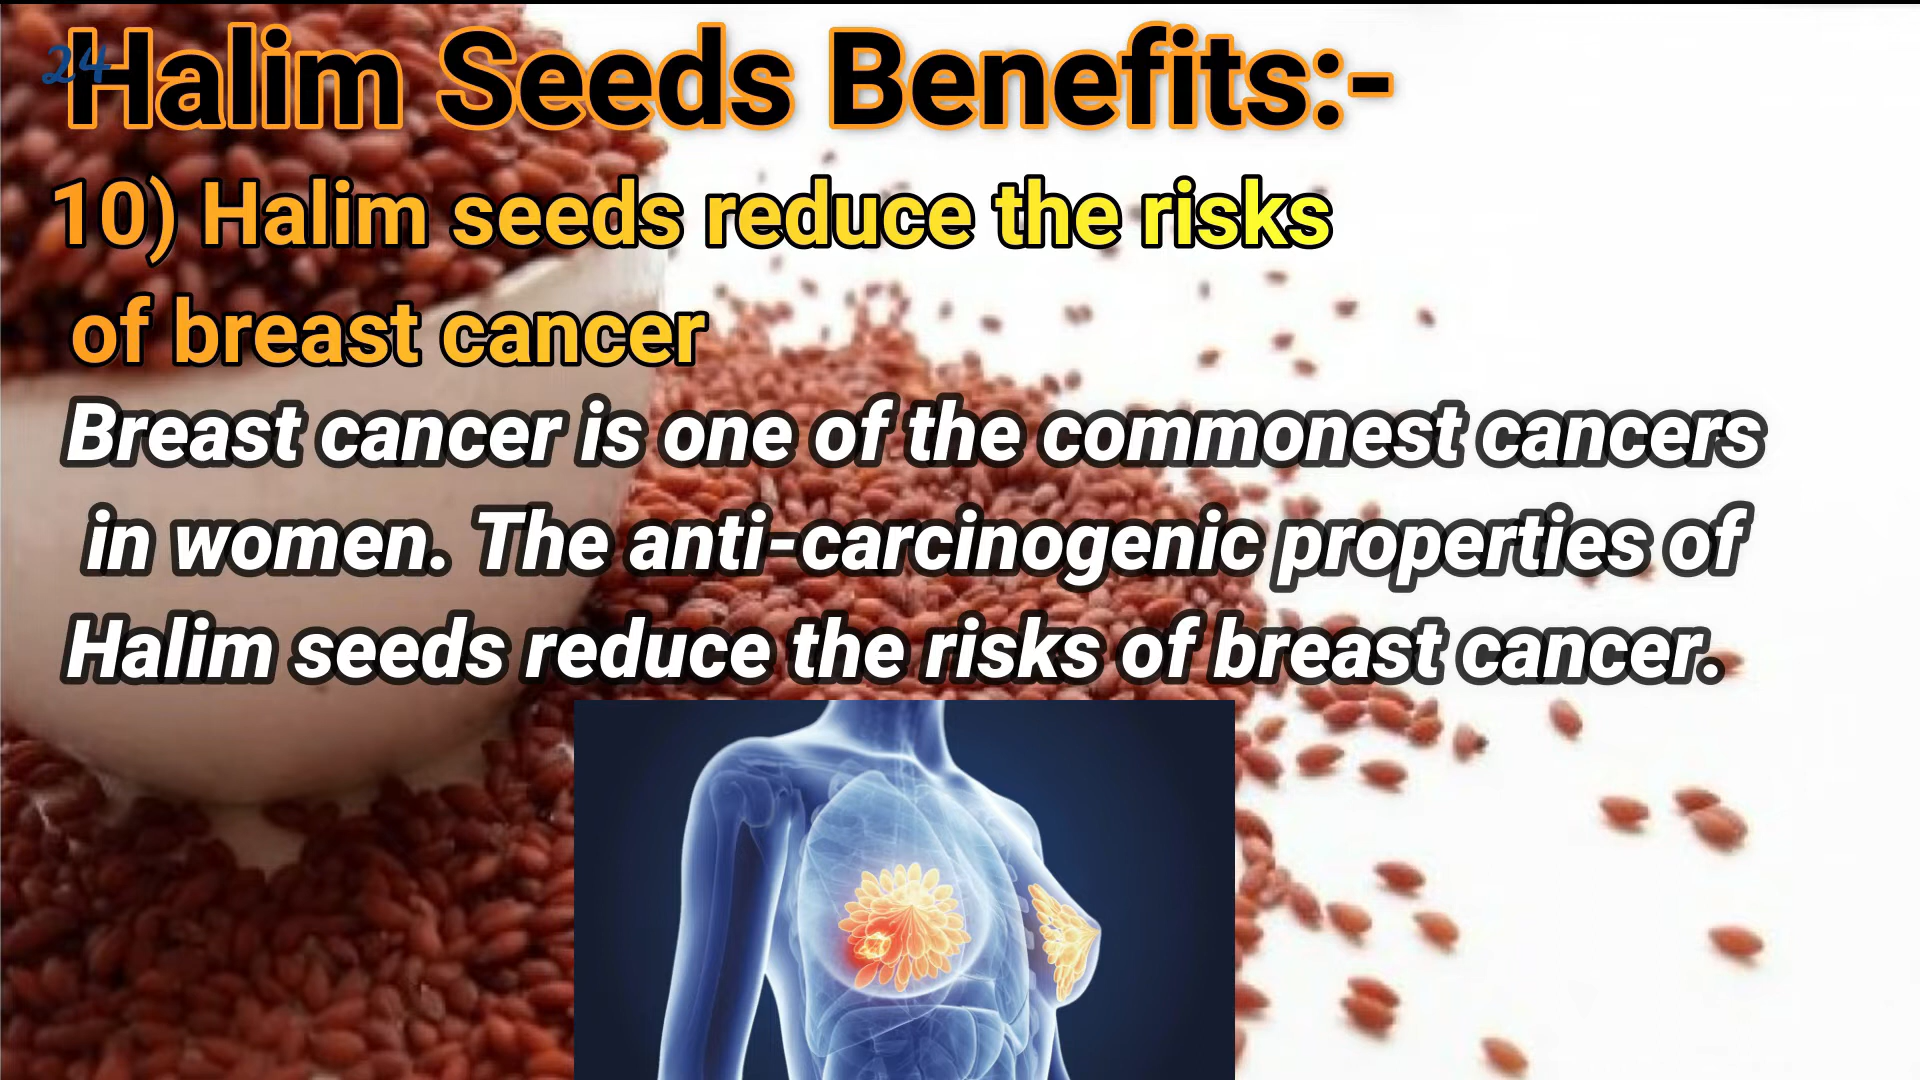 24
Halim Seeds Benefits:-
10) Halim seeds reduce the risks
of breast cancer
Breast cancer is one of the commonest cancers
in women. The anti-carcinogenic properties of
Halim seeds reduce the risks of breast cancer.